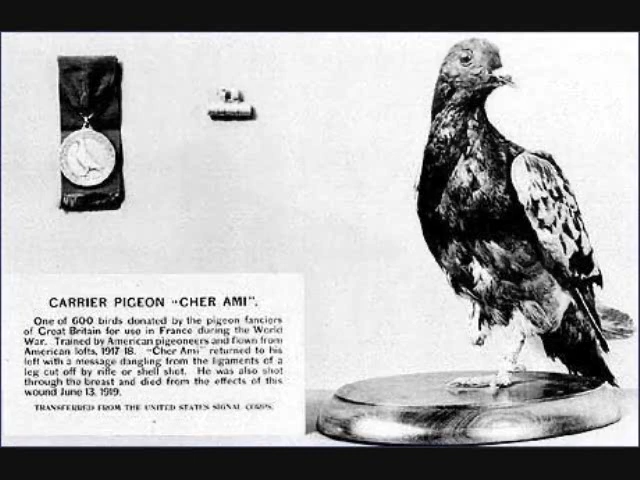 CARRIER PIGEON "CHER AMI".
One of 600 birds donated by the pigeon fanciers
of Great Britain for use in France during the World
War. Trained by American pigeoneers and flown from
American lofts, 1917-18. "Cher Ami" returned to his
loft with a message dangling from the ligaments of a
leg cut off by rifle or shell shot. He was also shot
through the breast and died from the effects of this
wound June 13, 1919.
TRANSFERRED FROM THE UNITED STATES SIGNAL CORPS.